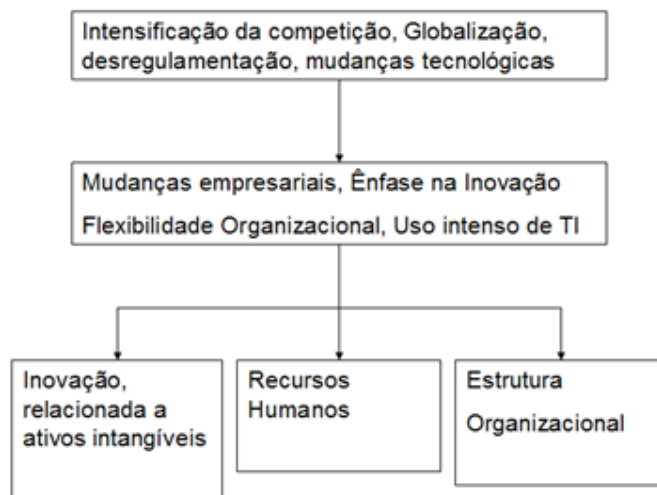 Intensificação da competição, Globalização,
desregulamentação, mudanças tecnológicas
Mudanças empresariais, Ênfase na Inovação
Flexibilidade Organizacional, Uso intenso de TI
Inovação,
relacionada a
ativos intangíveis
Recursos
Humanos
Estrutura
Organizacional